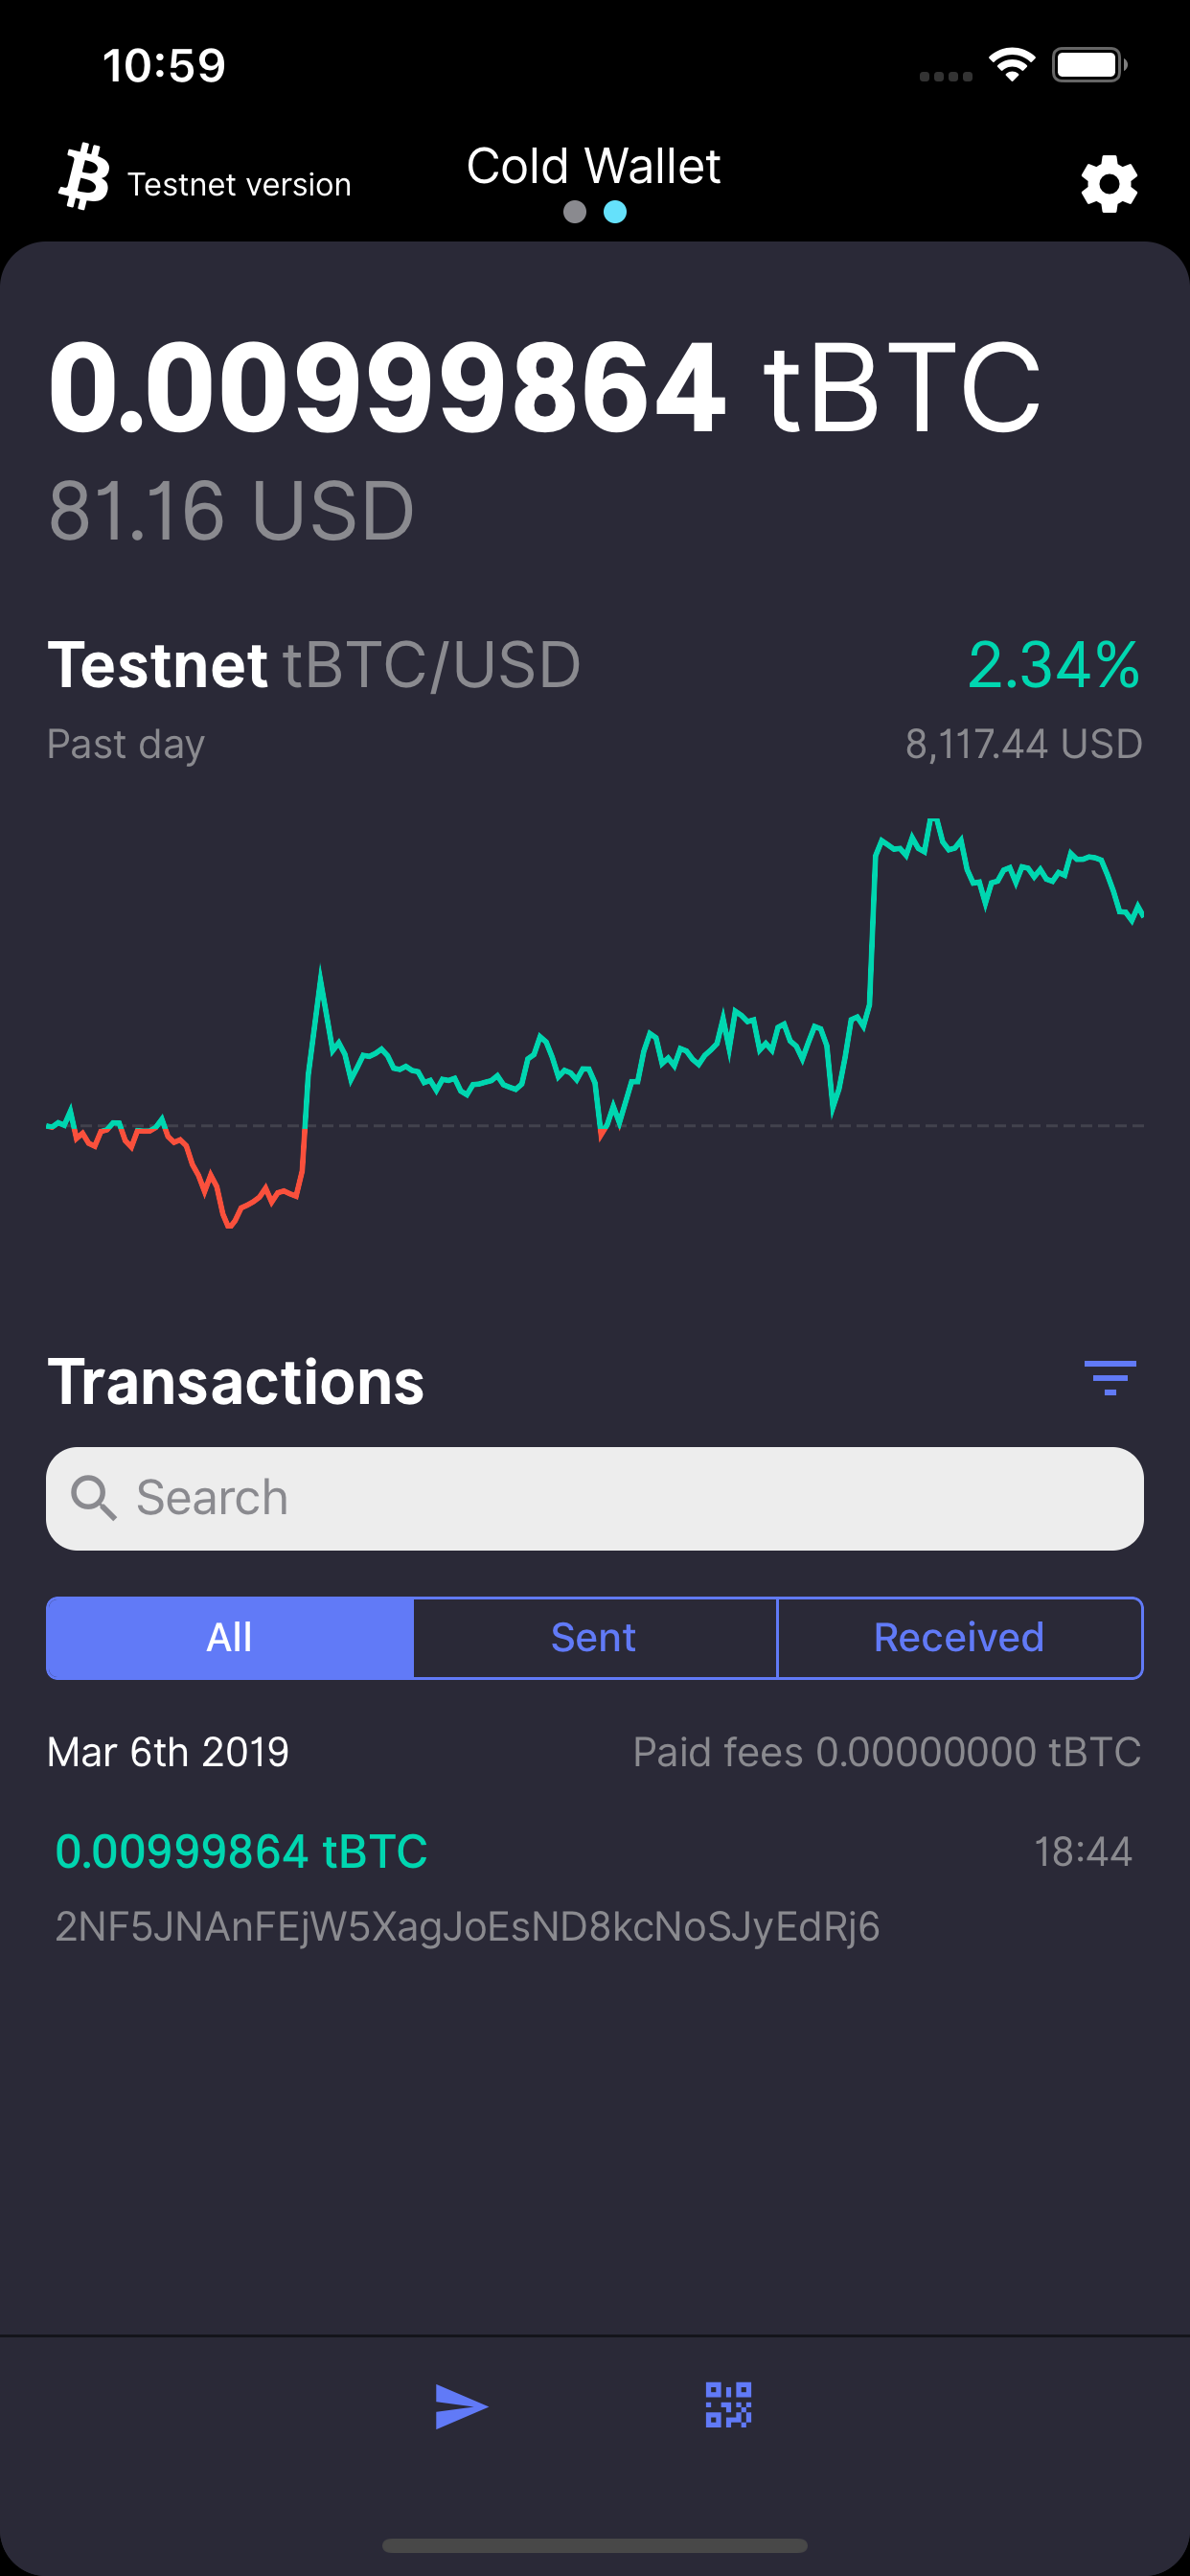 10:59
Testnet version
Cold Wallet
0.00999864 tBTC
81.16 USD
Testnet tBTC/USD 2.34%
Past day 8,117.44 USD
Transactions
Search
All Sent Received
Mar 6th 2019 Paid fees 0.00000000 tBTC
0.00999864 tBTC 18:44
2NF5JNAnFEjW5XagJoEsND8kcNoSJyEdRj6